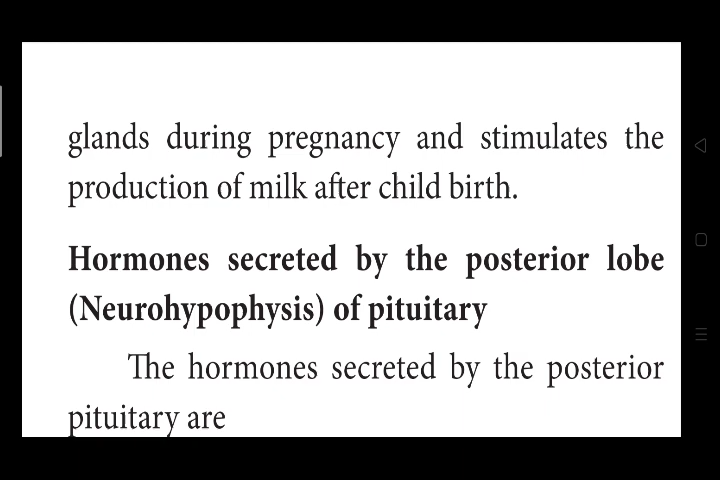 glands during pregnancy and stimulates the
production of milk after child birth.
Hormones secreted by the posterior lobe
(Neurohypophysis) of pituitary
The hormones secreted by the posterior
pituitary are